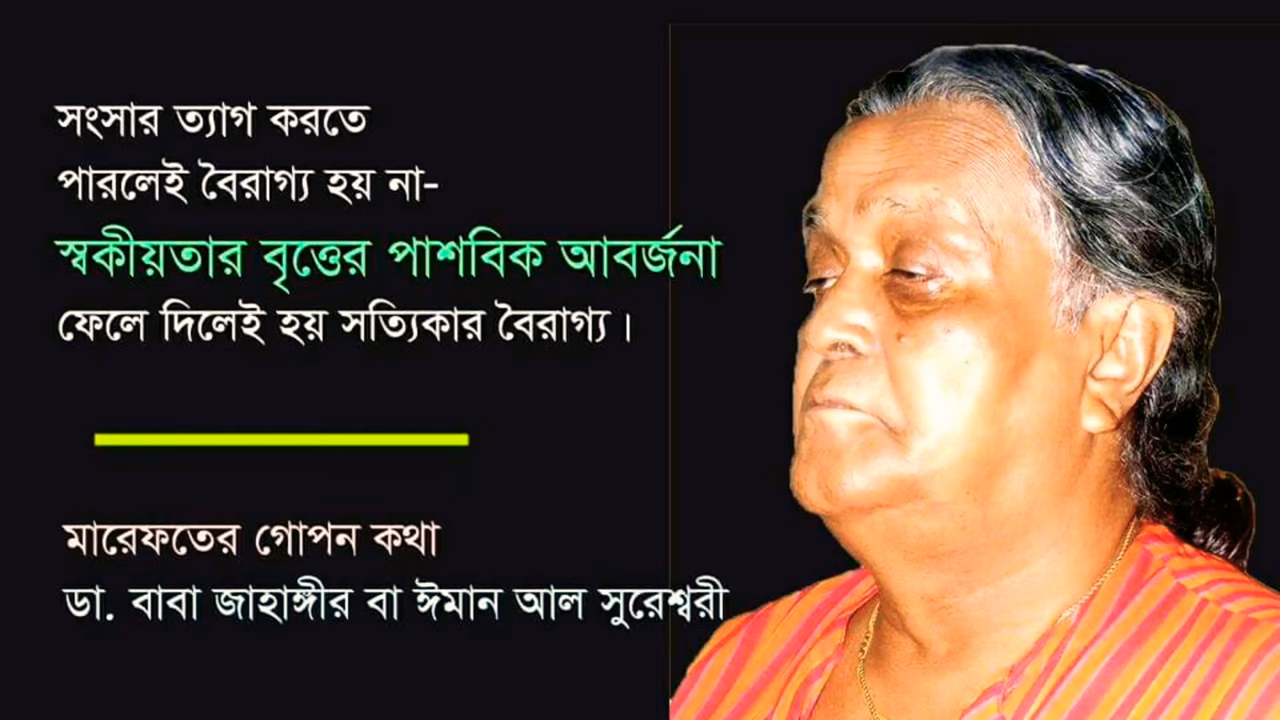 সংসার ত্যাগ করতে
পারলেই বৈরাগ্য হয় না-
স্বকীয়তার বৃত্তের পাশবিক আবর্জনা
ফেলে দিলেই হয় সত্যিকার বৈরাগ্য।
মারেফতের গোপন কথা
ডা. বাবা জাহাঙ্গীর বা ঈমান আল সুরেশ্বরী